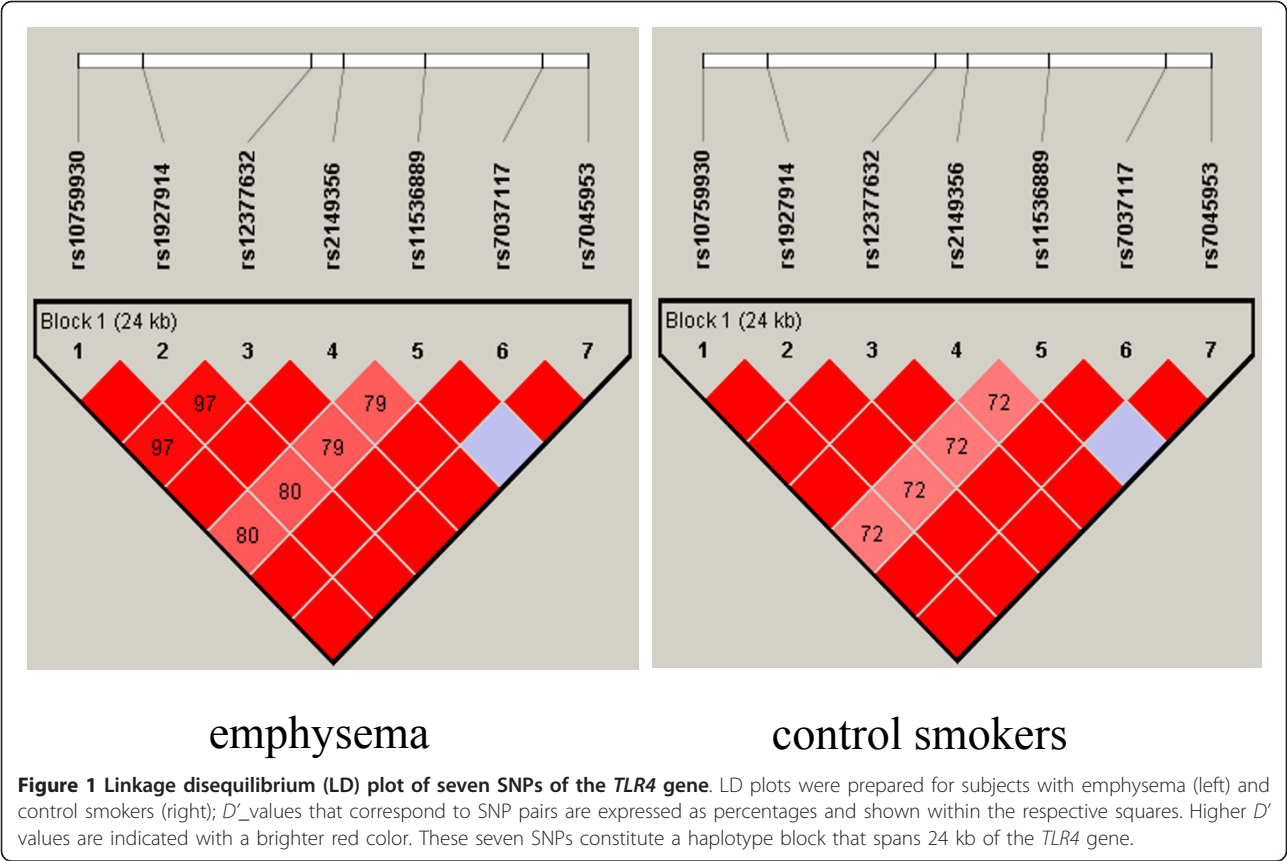 rs10759930 rs1927914 rs12377632 rs2149356 rs11536889 rs7037117 rs7045953
Block 1 (24 kb)
1 2 3 4 5 6 7
97 79
97 79
80
80
emphysema
rs10759930 rs1927914 rs12377632 rs2149356 rs11536889 rs7037117 rs7045953
Block 1 (24 kb)
1 2 3 4 5 6 7
72
72
72
72
control smokers
Figure 1 Linkage disequilibrium (LD) plot of seven SNPs of the TLR4 gene. LD plots were prepared for subjects with emphysema (left) and
control smokers (right); D′_values that correspond to SNP pairs are expressed as percentages and shown within the respective squares. Higher D′
values are indicated with a brighter red color. These seven SNPs constitute a haplotype block that spans 24 kb of the TLR4 gene.